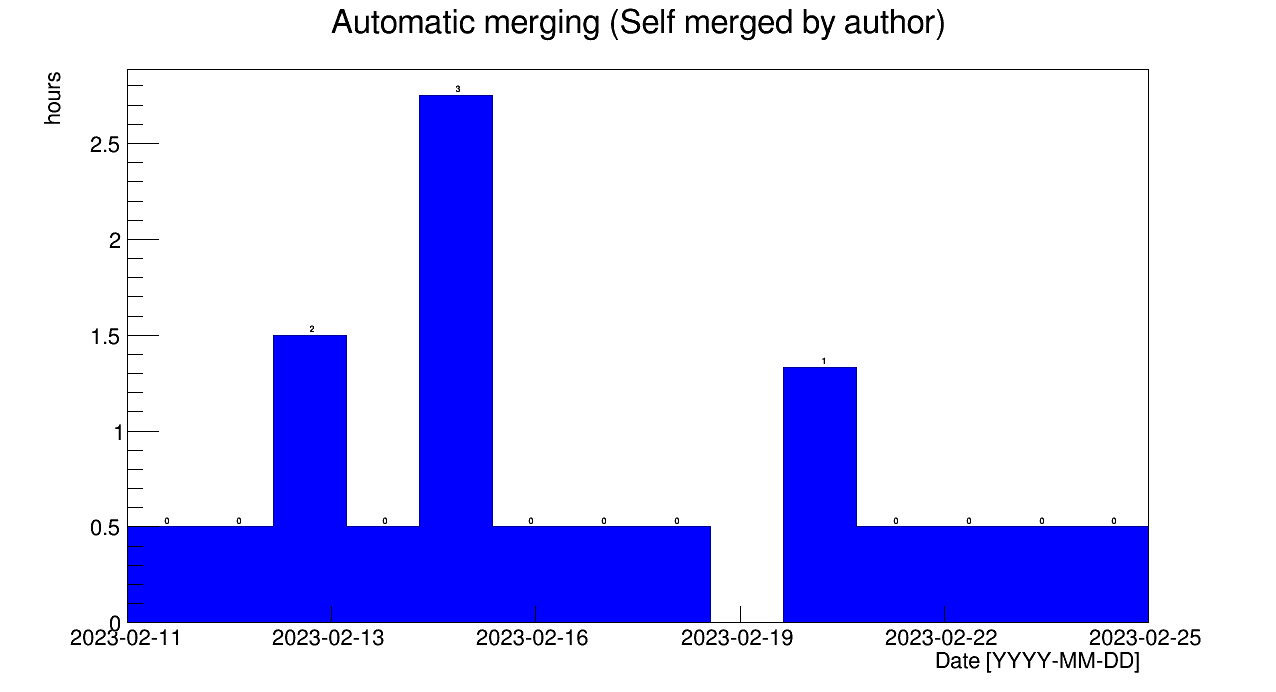 Automatic merging (Self merged by author)
hours
3
2.5
2
2
1.5
1
1
0 0 0 0 0 0 0 0 0 0
0.5
0
2023-02-11 2023-02-13 2023-02-16 2023-02-19 2023-02-22 2023-02-25
Date [YYYY-MM-DD]